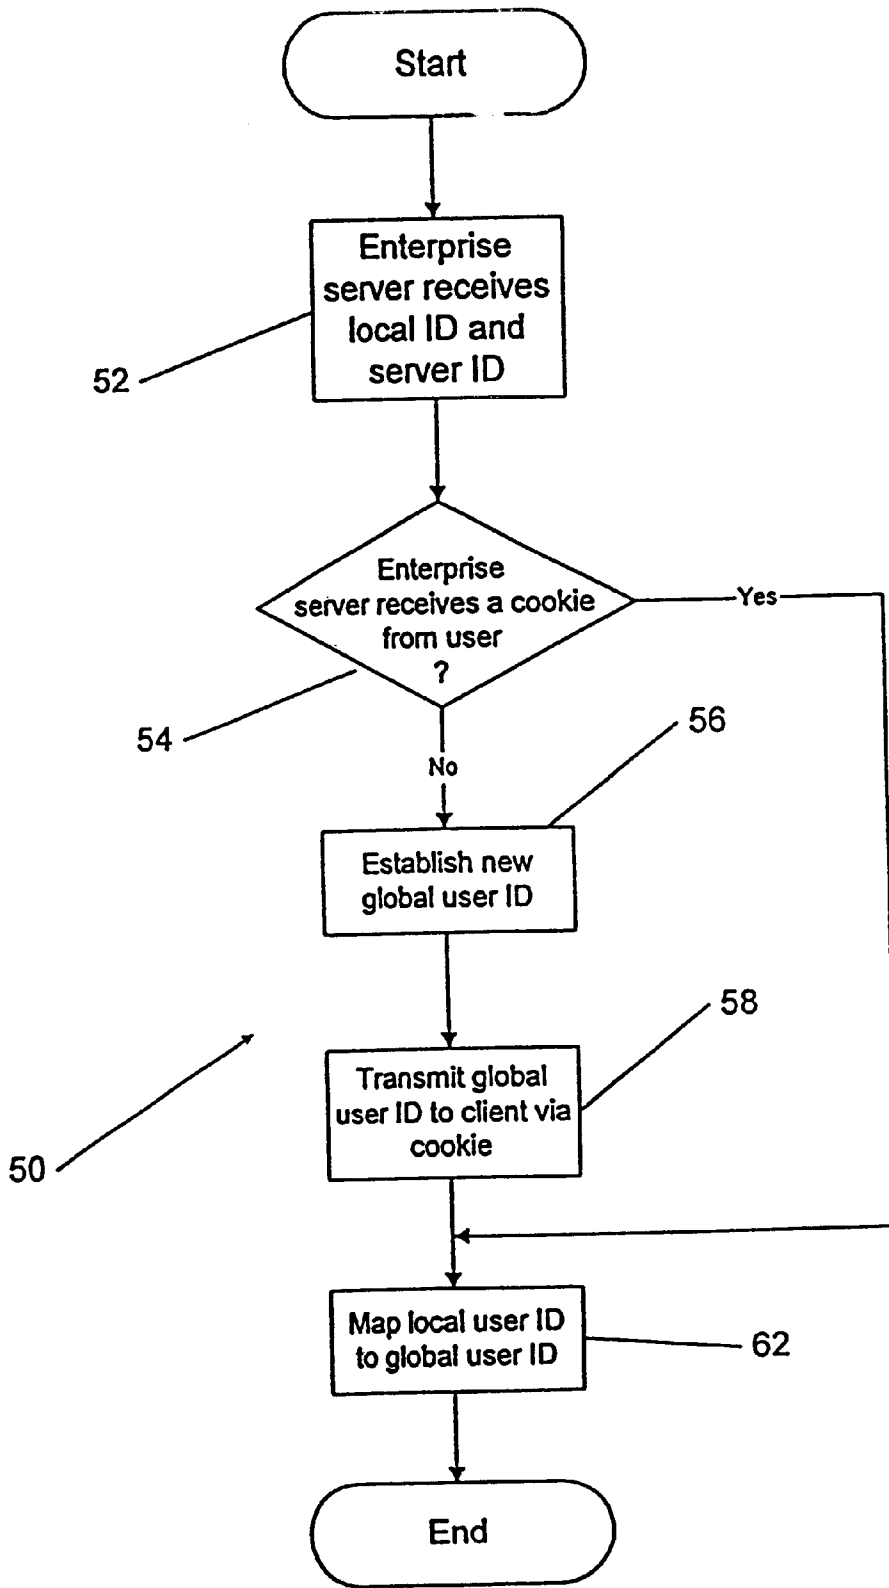 Start
Enterprise
server receives
local ID and
server ID
52
Enterprise
server receives a cookie
from user
?
Yes
54
No
56
Establish new
global user ID
58
Transmit global
user ID to client via
cookie
50
Map local user ID
to global user ID
62
End